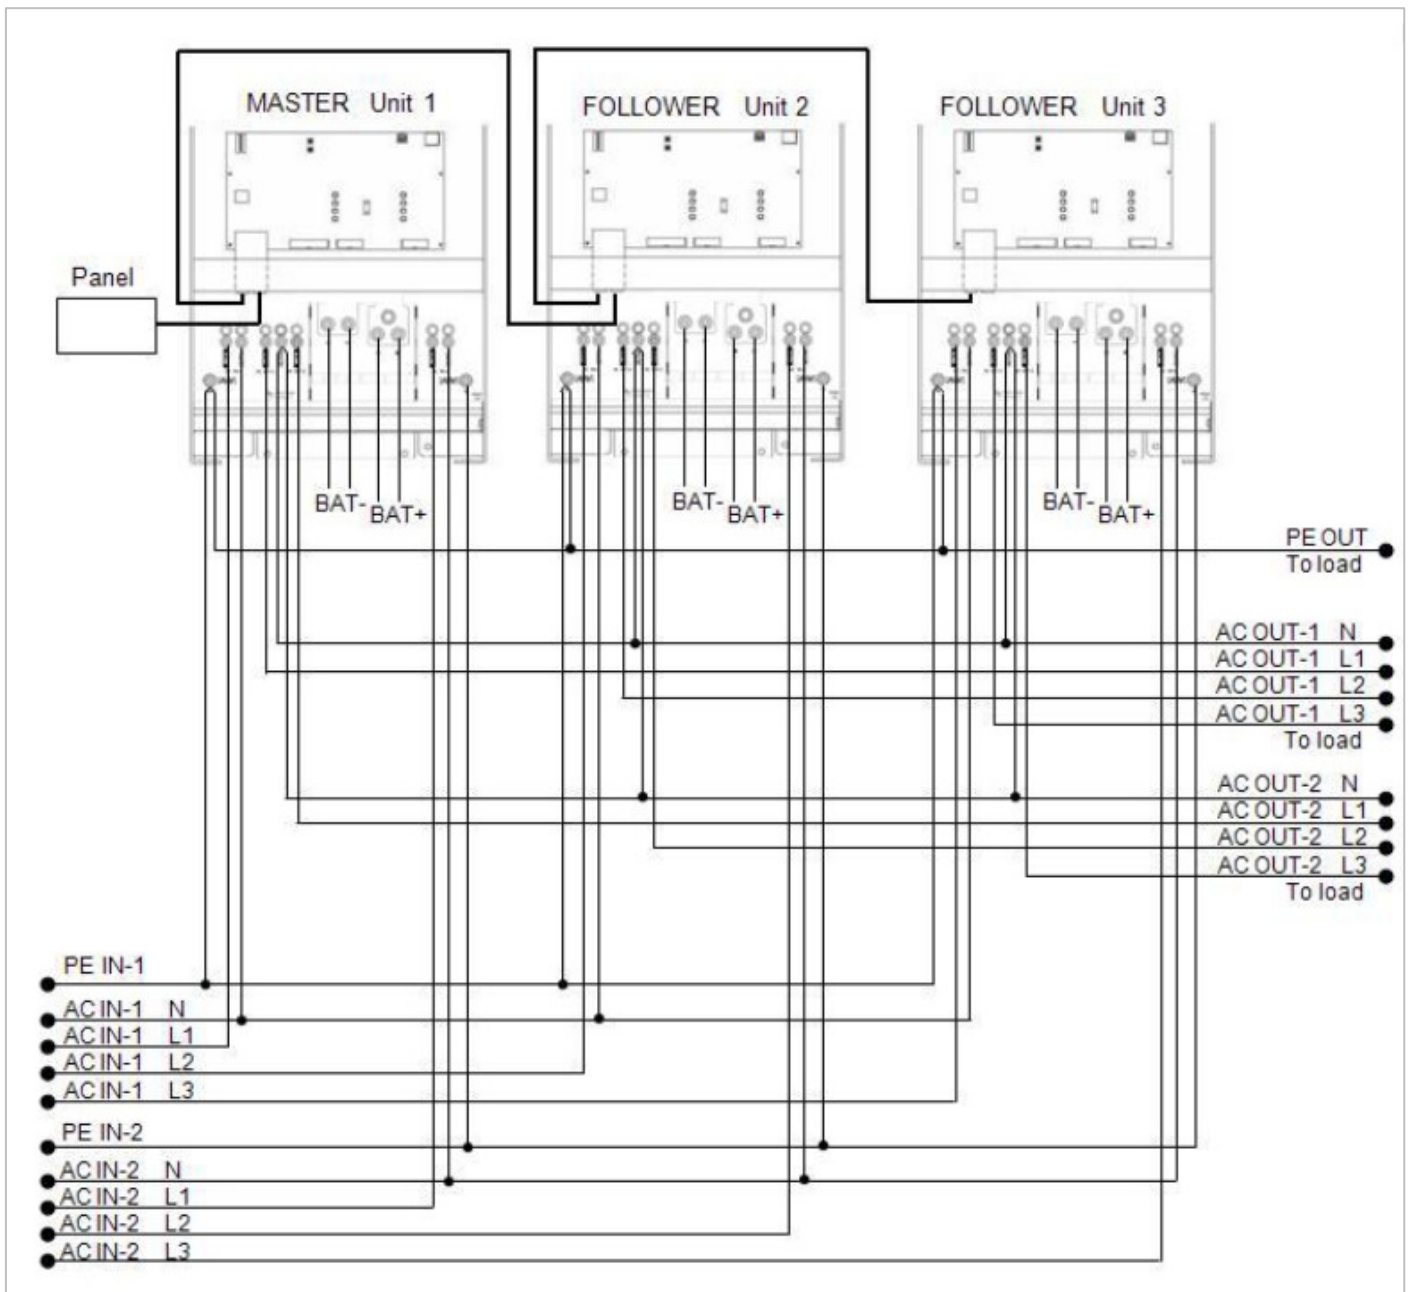 MASTER Unit 1
FOLLOWER Unit 2
FOLLOWER Unit 3
Panel
BAT-
BAT+
BAT-
BAT+
BAT-
BAT+
PE OUT
To load
AC OUT-1 N
AC OUT-1 L1
AC OUT-1 L2
AC OUT-1 L3
To load
AC OUT-2 N
AC OUT-2 L1
AC OUT-2 L2
AC OUT-2 L3
To load
PE IN-1
AC IN-1 N
AC IN-1 L1
AC IN-1 L2
AC IN-1 L3
PE IN-2
AC IN-2 N
AC IN-2 L1
AC IN-2 L2
AC IN-2 L3